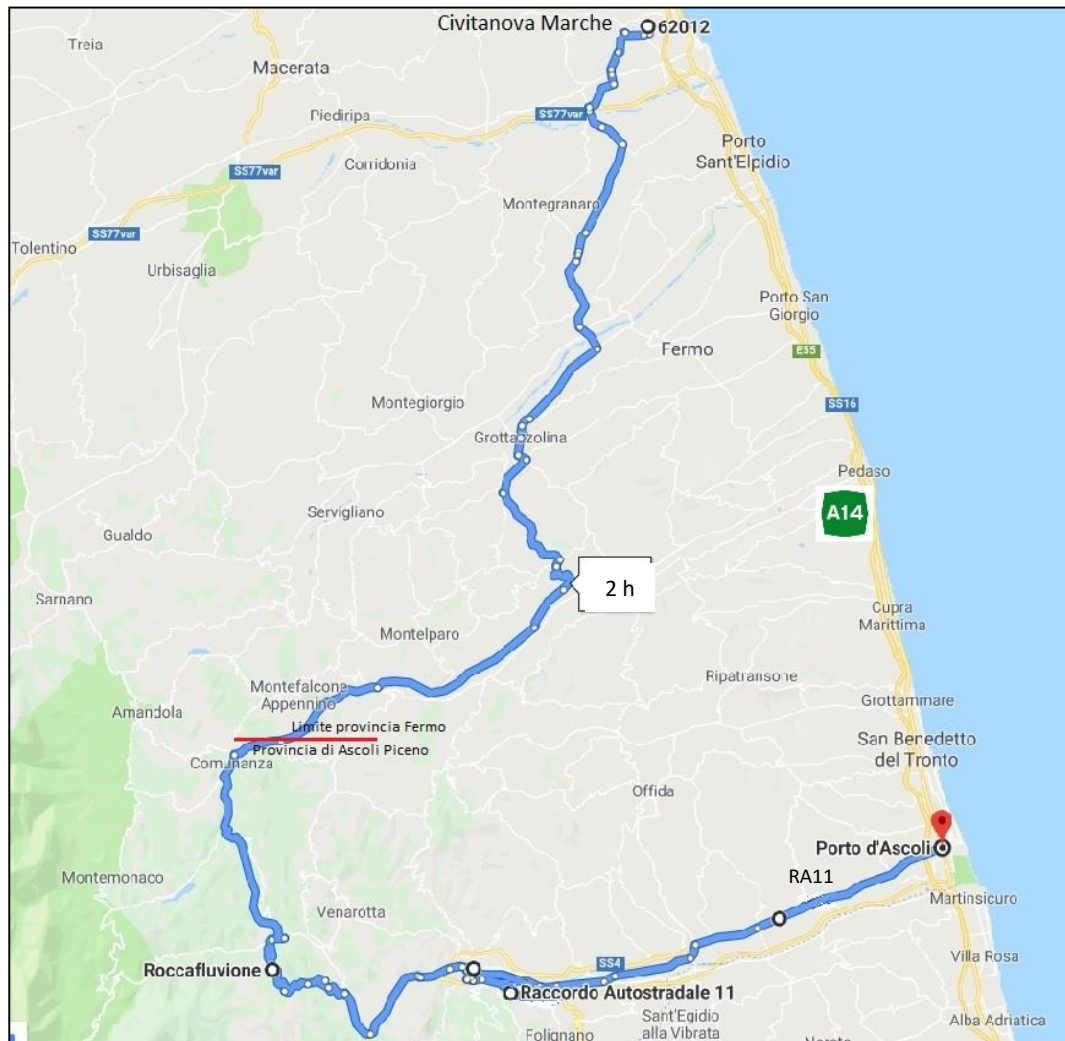 Civitanova Marche
62012
Treia
Macerata
Piediripa
SS77var
Porto
Sant'Elpidio
Corridonia
SS77var
Montegranaro
SS77var
Tolentino
Urbisaglia
Porto San
Giorgio
Fermo
E55
Montegiorgio
SS16
Grottazzolina
Pedaso
Servigliano
A14
Gualdo
2 h
Sarnano
Cupra
Marittima
Montelparo
Ripatransone
Montefalcone
Appennino
Grottammare
Amandola
Limite provincia Fermo
Provincia di Ascoli Piceno
San Benedetto
del Tronto
Comunanza
Offida
Porto d'Ascoli
Montemonaco
RA11
Martinsicuro
Venarotta
Villa Rosa
Roccafluvione
SS4
Raccordo Autostradale 11
Sant'Egidio
alla Vibrata
Folignano
Alba Adriatica